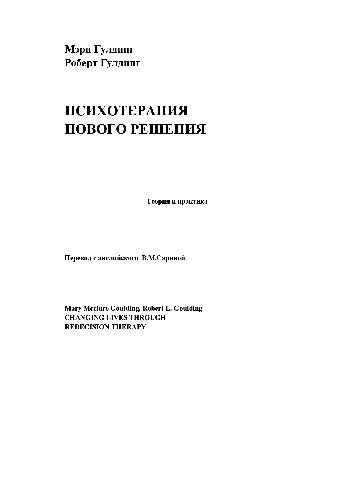 Мэри Гулдинг
Роберт Гулдинг
ПСИХОТЕРАПИЯ
НОВОГО РЕШЕНИЯ
Теория и практика
Перевод с английского В.М.Сариной
Mary Mcclure Goulding, Robert L. Goulding
CHANGING LIVES THROUGH
REDECISION THERAPY